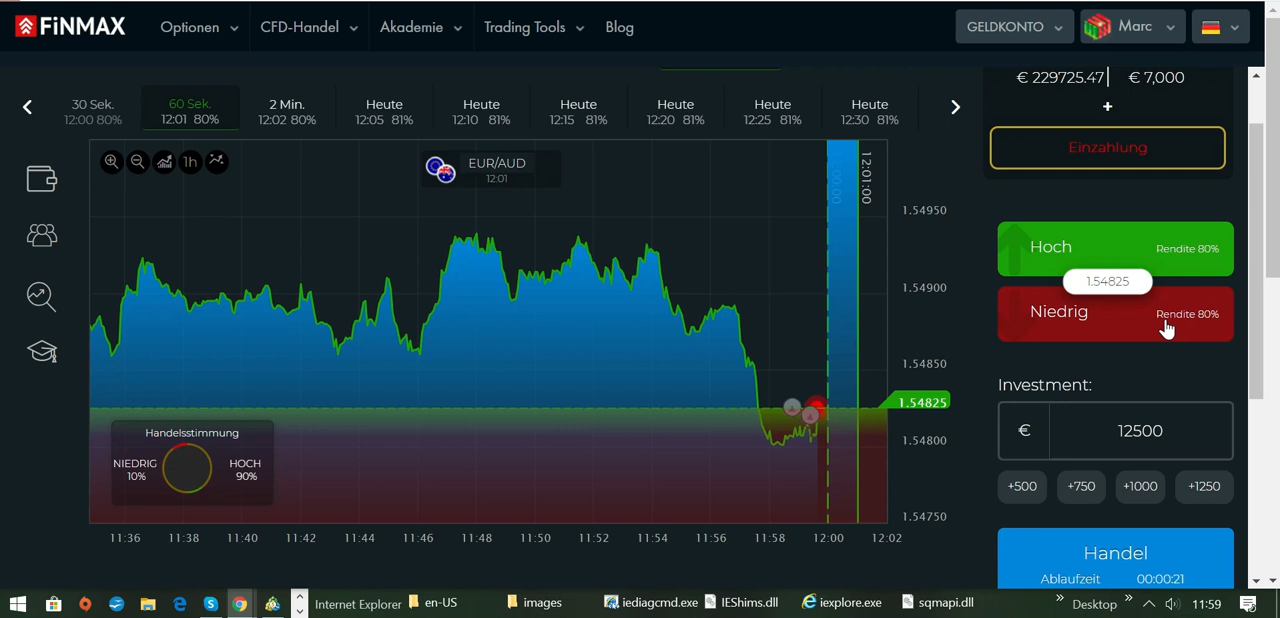 FiNMAX
Optionen
CFD-Handel
Akademie
Trading Tools
Blog
GELDKONTO
Marc
€ 229725.47
€ 7,000
+
Einzahlung
30 Sek.
12:00 80%
60 Sek.
12:01 80%
2 Min.
12:02 80%
Heute
12:05 81%
Heute
12:10 81%
Heute
12:15 81%
Heute
12:20 81%
Heute
12:25 81%
Heute
12:30 81%
1h
EUR/AUD
12:01
12:00:00
12:01:00
1.54950
1.54900
1.54850
1.54825
1.54800
1.54750
Handelsstimmung
NIEDRIG
10%
HOCH
90%
11:36
11:38
11:40
11:42
11:44
11:46
11:48
11:50
11:52
11:54
11:56
11:58
12:00
12:02
Hoch
Rendite 80%
1.54825
Niedrig
Rendite 80%
Investment:
€
12500
+500
+750
+1000
+1250
Handel
Ablaufzeit 00:00:21
Internet Explorer
en-US
images
iediagcmd.exe
IEShims.dll
iexplore.exe
sqmapi.dll
Desktop
11:59